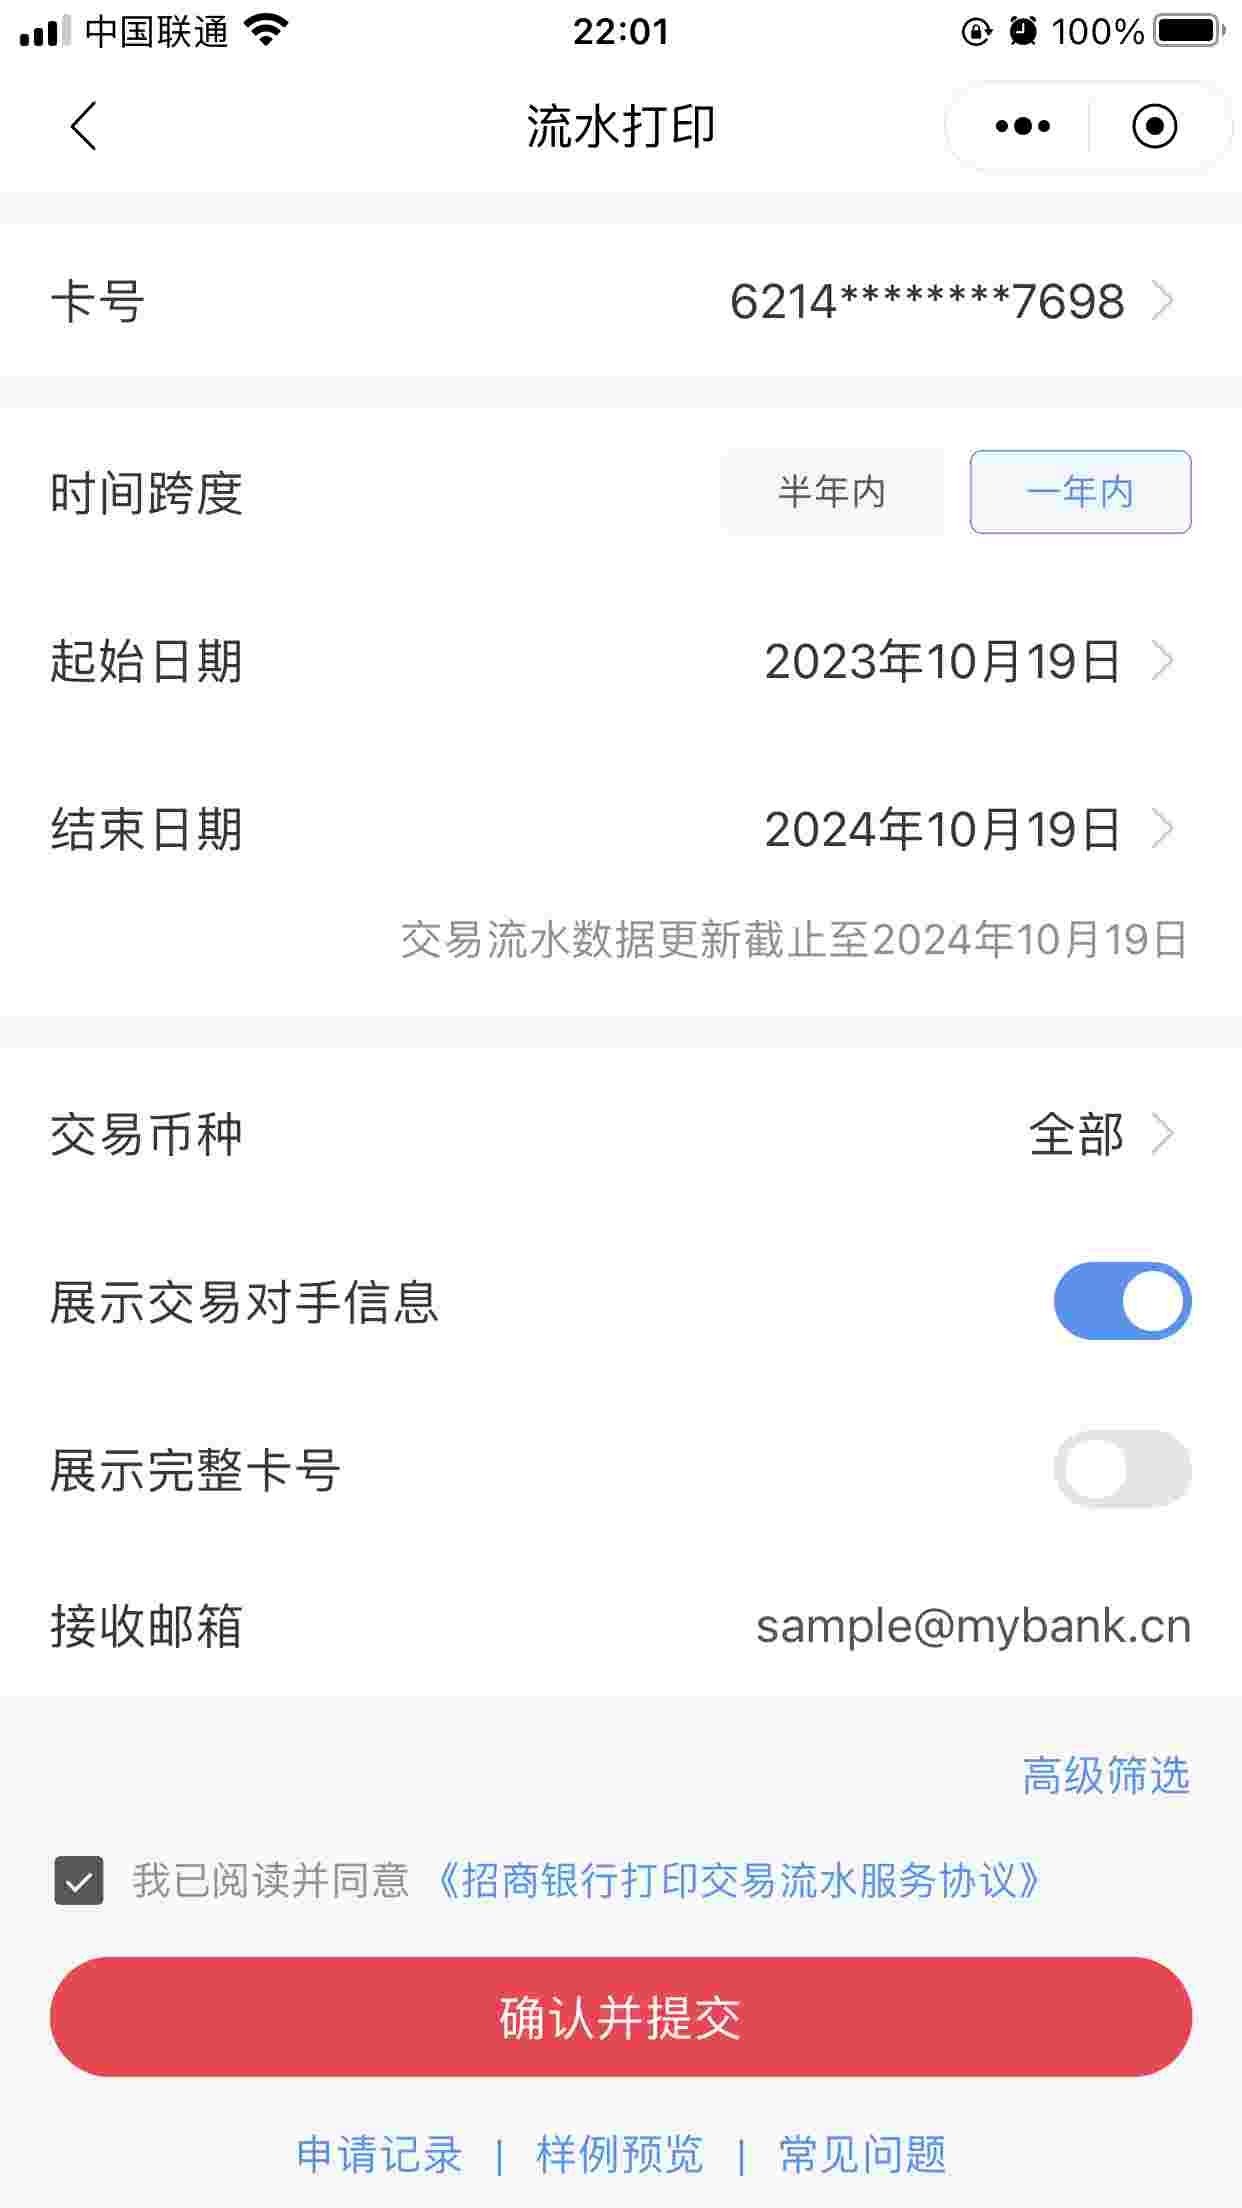 中国联通 22:01 100%
流水打印
卡号 6214********7698
时间跨度 半年内 一年内
起始日期 2023年10月19日
结束日期 2024年10月19日
交易流水数据更新截止至2024年10月19日
交易币种 全部
展示交易对手信息
展示完整卡号
接收邮箱 sample@mybank.cn
高级筛选
我已阅读并同意《招商银行打印交易流水服务协议》
确认并提交
申请记录 | 样例预览 | 常见问题